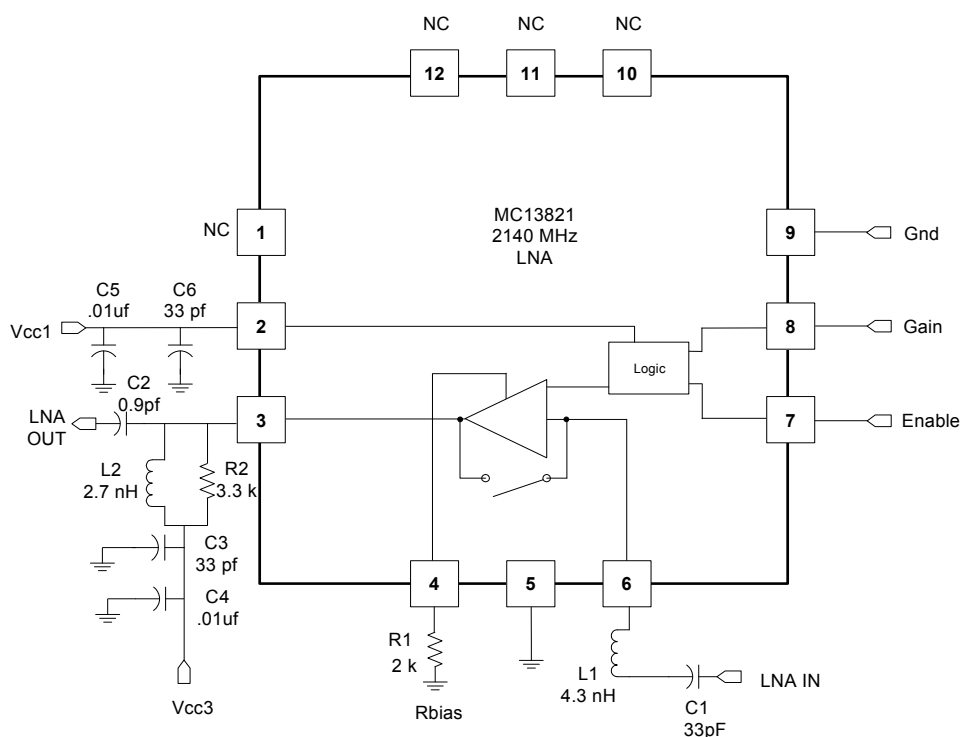 NC NC NC
12 11 10
MC13821
2140 MHz
LNA
NC 1
9 Gnd
C5
.01uf
C6
33 pf
Vcc1
2
8 Gain
Logic
C2
0.9pf
LNA
OUT
3
7 Enable
L2
2.7 nH
R2
3.3 k
C3
33 pf
C4
.01uf
Vcc3
4 5 6
R1
2 k
Rbias
L1
4.3 nH
C1
33pF
LNA IN